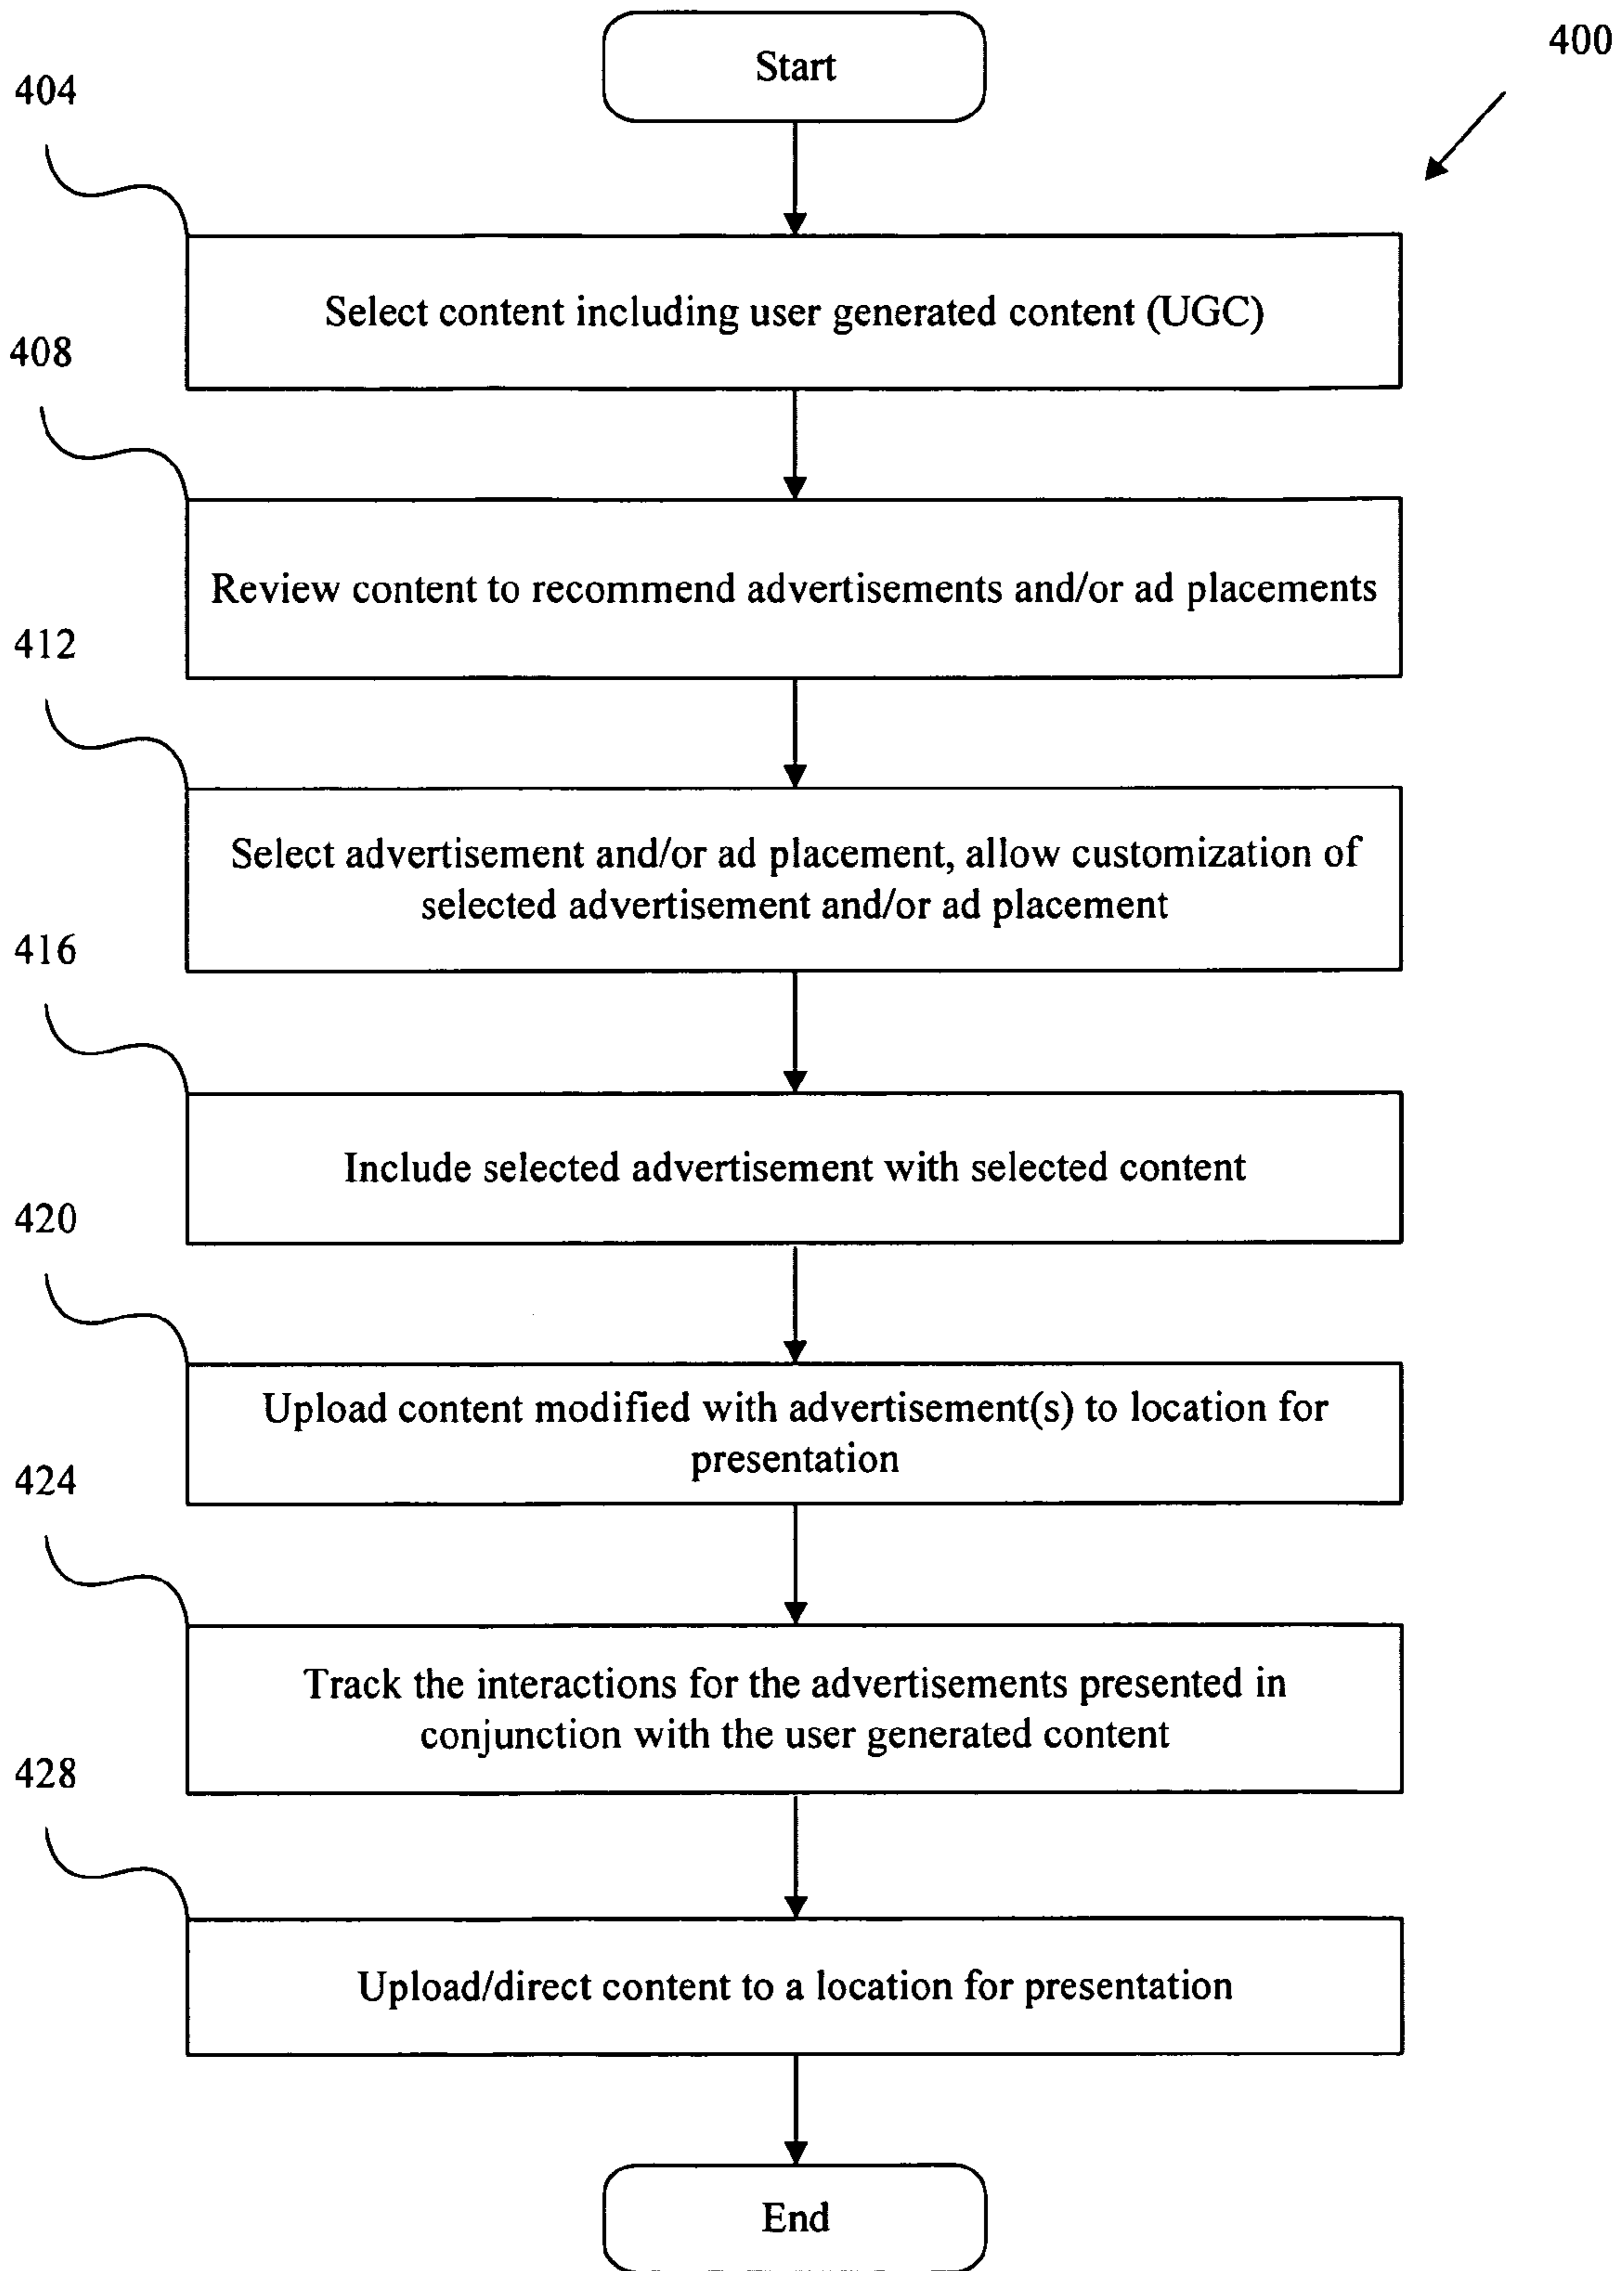 Start
400
404
Select content including user generated content (UGC)
408
Review content to recommend advertisements and/or ad placements
412
Select advertisement and/or ad placement, allow customization of
selected advertisement and/or ad placement
416
Include selected advertisement with selected content
420
Upload content modified with advertisement(s) to location for
presentation
424
Track the interactions for the advertisements presented in
conjunction with the user generated content
428
Upload/direct content to a location for presentation
End